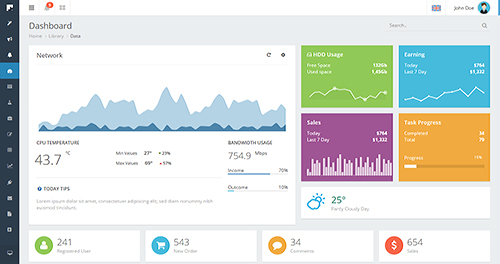 John Doe
Dashboard
Home Library Data
Search...
Network
HDD Usage
Free Space 132Gb
Used space 1,65Gb
Earning
Today $764
Last 7 Day $1,332
CPU TEMPERATURE
43.7 °C
Min Values 27° 23%
Max Values 69° 57%
BANDWIDTH USAGE
754.9 Mbps
Income 70%
Outcome 10%
TODAY TIPS
Lorem ipsum dolor sit amet, consectetuer adipiscing elit, sed diam nonummy nibh
euismod tincidunt.
Sales
Today $764
Last 7 Day $1,332
Task Progress
Completed 34
Total 79
Progress
25°
Partly Cloudy Day
241
Registered User
543
New Order
34
Comments
654
Sales